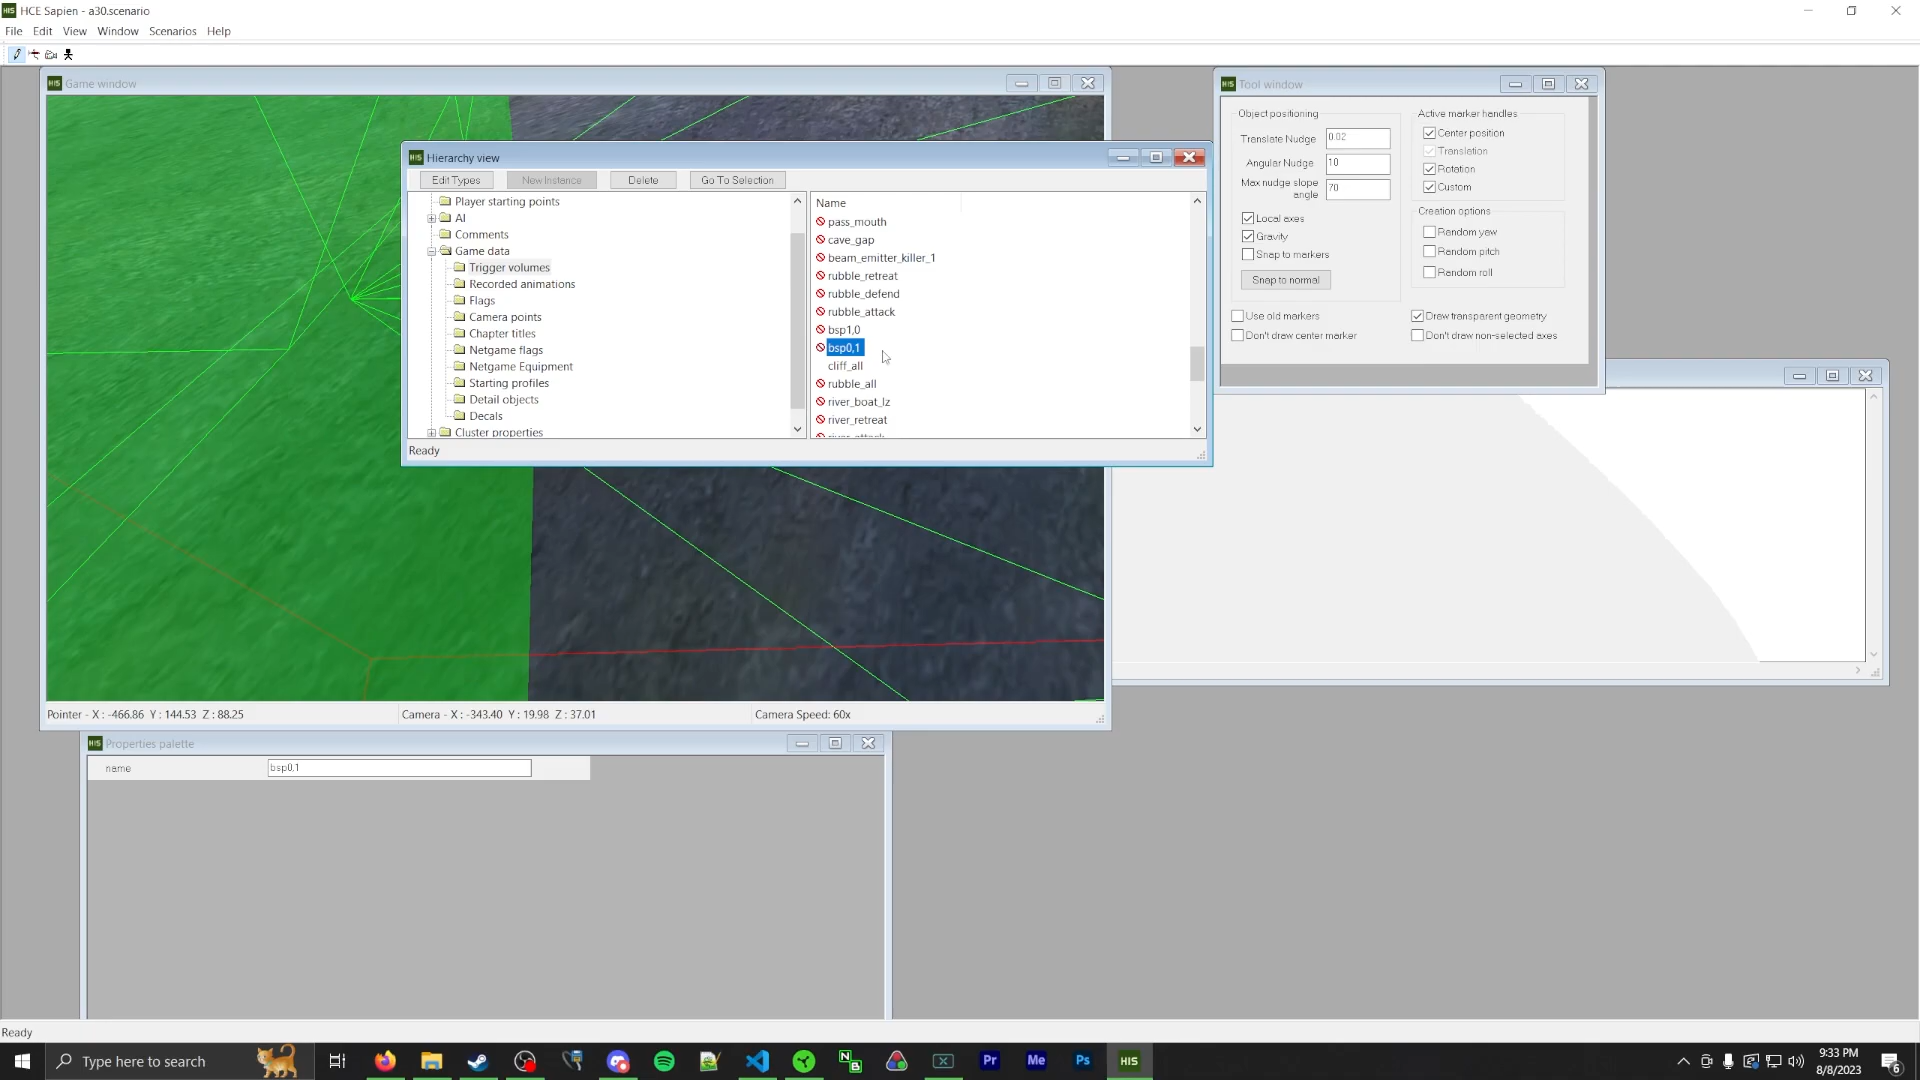 HCE Sapien - a30.scenario
File Edit View Window Scenarios Help
Game window
Hierarchy view
Edit Types New Instance Delete Go To Selection
Player starting points
AI
Comments
Game data
Trigger volumes
Recorded animations
Flags
Camera points
Chapter titles
Netgame flags
Netgame Equipment
Starting profiles
Detail objects
Decals
Cluster properties
Name
pass_mouth
cave_gap
beam_emitter_killer_1
rubble_retreat
rubble_defend
rubble_attack
bsp1,0
bsp0,1
cliff_all
rubble_all
river_boat_lz
river_retreat
river_attack
Ready
Tool window
Object positioning
Translate Nudge 0.02
Angular Nudge 10
Max nudge slope angle 70
Local axes
Gravity
Snap to markers
Snap to normal
Active marker handles
Center position
Translation
Rotation
Custom
Creation options
Random yaw
Random pitch
Random roll
Use old markers
Don't draw center marker
Draw transparent geometry
Don't draw non-selected axes
Pointer - X : -466.86 Y : 144.53 Z : 88.25
Camera - X : -343.40 Y : 19.98 Z : 37.01
Camera Speed: 60x
Properties palette
name bsp0,1
Ready
Type here to search
Pr Me Ps HIS
9:33 PM
8/8/2023
6